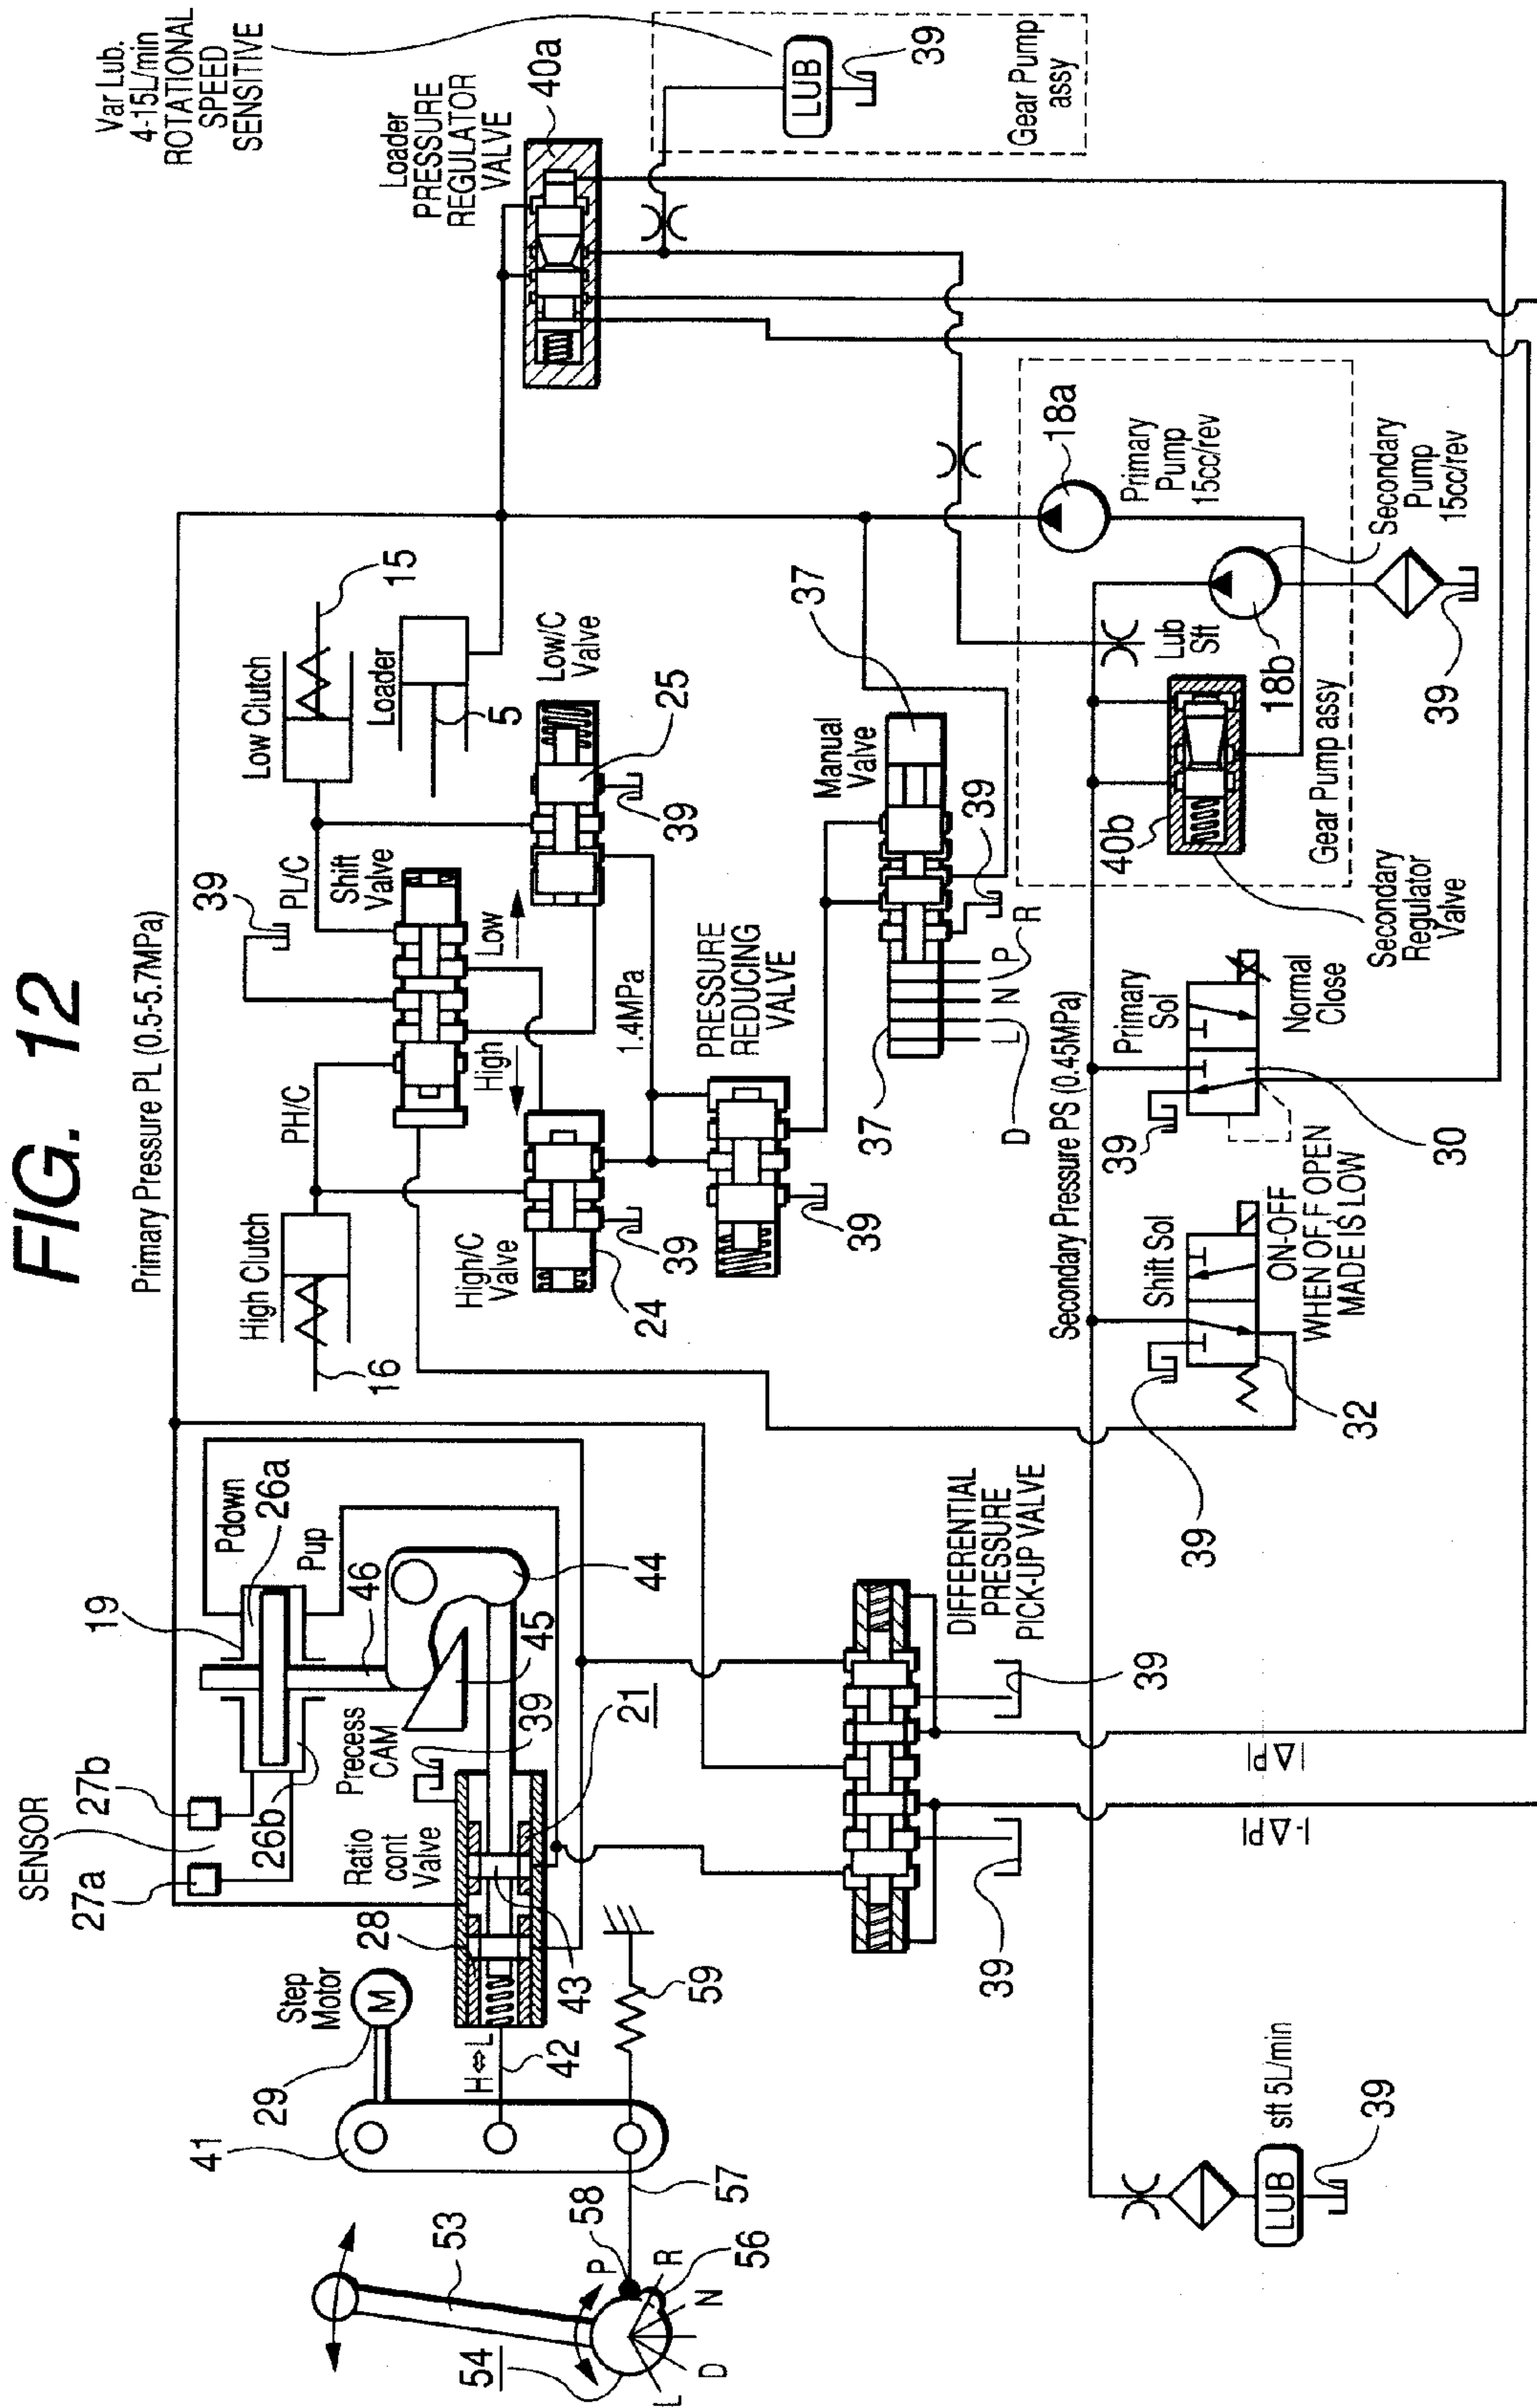 FIG. 12
Primary Pressure PL (0.5-5.7MPa)
Var Lub.
4-15L/min
ROTATIONAL
SPEED
SENSITIVE
SENSOR
27a
27b
19
Pdown
26a
Pup
26b
46
44
45
Precess
CAM
39
21
Ratio
cont
Valve
28
43
Step
Motor
M
29
41
H⇔L
42
59
57
58
53
54
56
P
R
N
D
L
High Clutch
16
PH/C
High/C
Valve
24
39
High
Low
39
PL/C
Shift
Valve
Low Clutch
15
Loader
5
Low/C
Valve
25
39
1.4MPa
PRESSURE
REDUCING
VALVE
39
Manual
Valve
37
37
39
L
N
P
R
D
Loader
PRESSURE
REGULATOR
VALVE
40a
LUB
39
Gear Pump
assy
DIFFERENTIAL
PRESSURE
PICK-UP VALVE
39
39
|-ΔP|
|ΔP|
Secondary Pressure PS (0.45MPa)
Shift Sol
39
32
ON-OFF
WHEN OF.F OPEN
MADE IS LOW
Primary
Sol
39
Normal
Close
30
40b
Secondary
Regulator
Valve
Gear Pump assy
Lub
Sft
18b
18a
Primary
Pump
15cc/rev
Secondary
Pump
15cc/rev
39
LUB
sft 5L/min
39